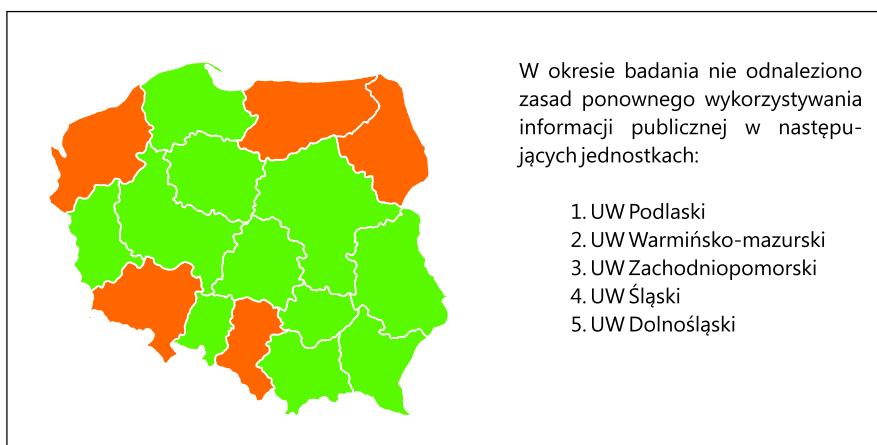 W okresie badania nie odnaleziono
zasad ponownego wykorzystywania
informacji publicznej w następu-
jących jednostkach:
1. UW Podlaski
2. UW Warmińsko-mazurski
3. UW Zachodniopomorski
4. UW Śląski
5. UW Dolnośląski